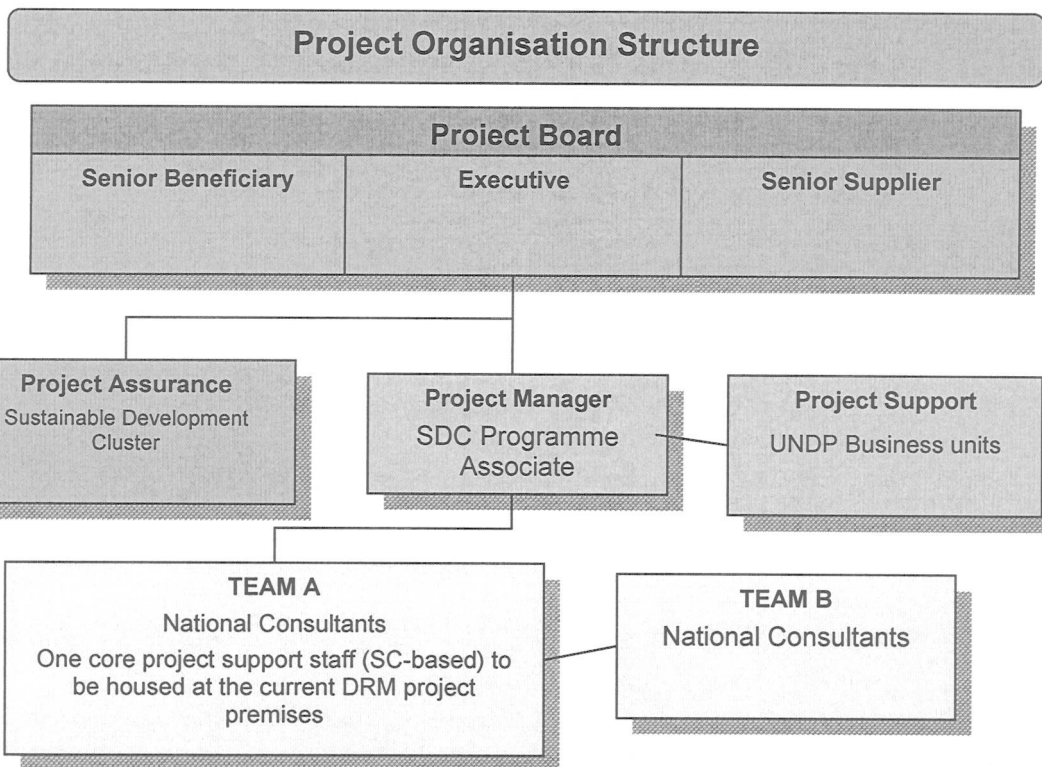 Project Organisation Structure
Project Board
Senior Beneficiary
Executive
Senior Supplier
Project Assurance
Sustainable Development
Cluster
Project Manager
SDC Programme
Associate
Project Support
UNDP Business units
TEAM A
National Consultants
One core project support staff (SC-based) to
be housed at the current DRM project
premises
TEAM B
National Consultants